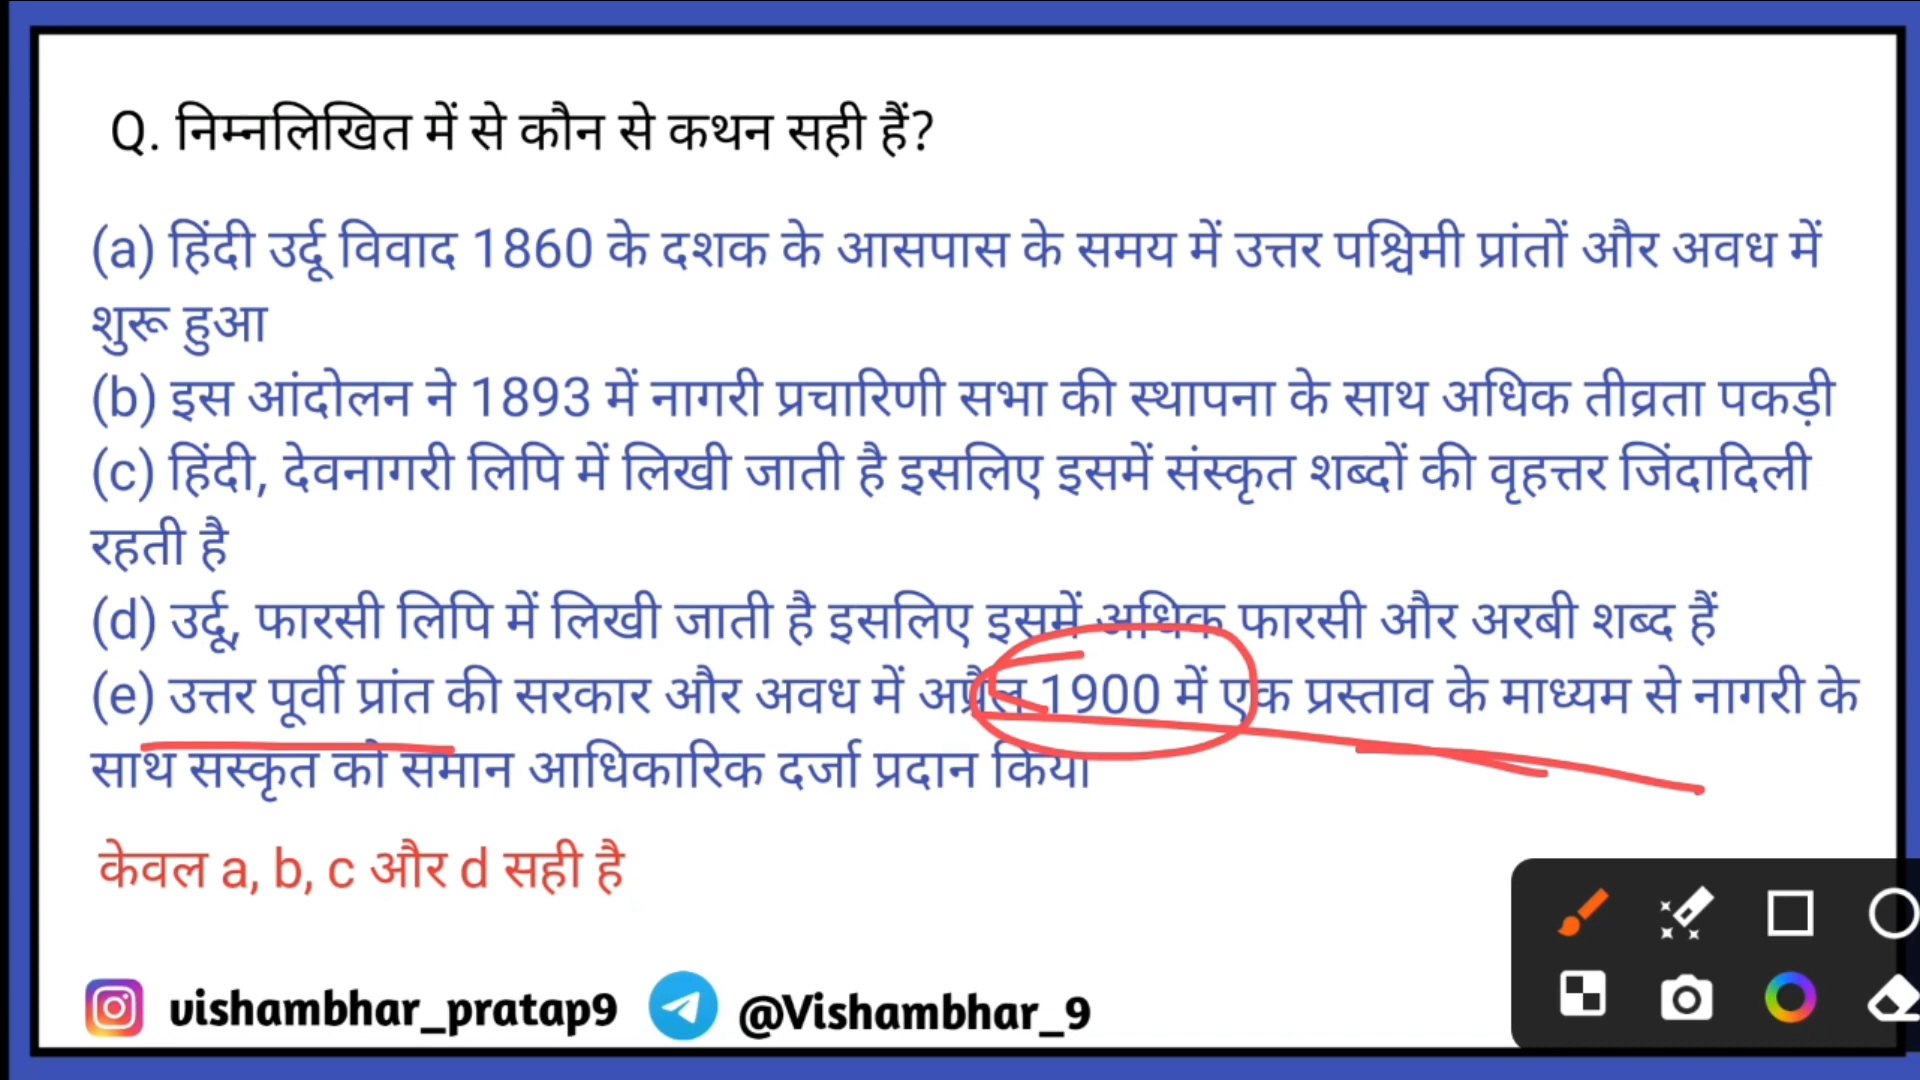 Q. निम्नलिखित में से कौन से कथन सही हैं?
(a) हिंदी उर्दू विवाद 1860 के दशक के आसपास के समय में उत्तर पश्चिमी प्रांतों और अवध में
शुरू हुआ
(b) इस आंदोलन ने 1893 में नागरी प्रचारिणी सभा की स्थापना के साथ अधिक तीव्रता पकड़ी
(c) हिंदी, देवनागरी लिपि में लिखी जाती है इसलिए इसमें संस्कृत शब्दों की वृहत्तर जिंदादिली
रहती है
(d) उर्दू, फारसी लिपि में लिखी जाती है इसलिए इसमें अधिक फारसी और अरबी शब्द हैं
(e) उत्तर पूर्वी प्रांत की सरकार और अवध में अप्रैल 1900 में एक प्रस्ताव के माध्यम से नागरी के
साथ संस्कृत को समान आधिकारिक दर्जा प्रदान किया
केवल a, b, c और d सही है
vishambhar_pratap9 @Vishambhar_9